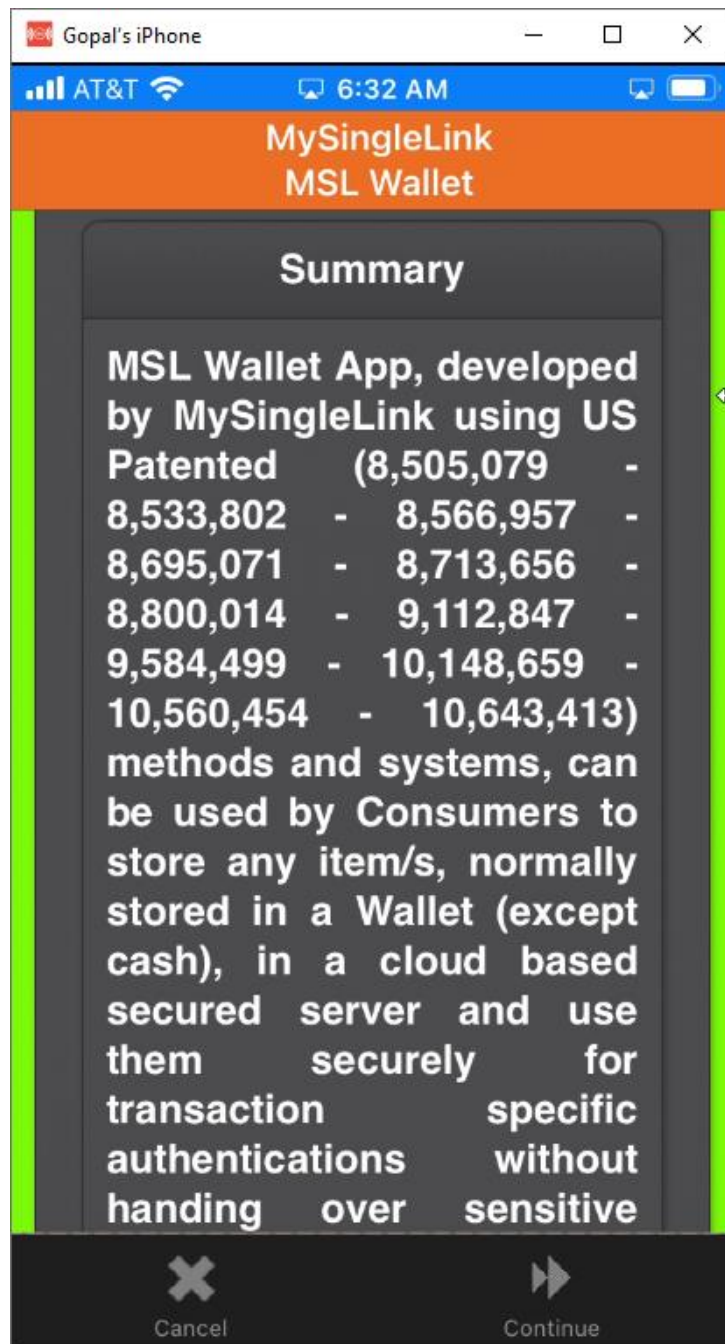 Gopal's iPhone
AT&T 6:32 AM
MySingleLink
MSL Wallet
Summary
MSL Wallet App, developed
by MySingleLink using US
Patented (8,505,079 -
8,533,802 - 8,566,957 -
8,695,071 - 8,713,656 -
8,800,014 - 9,112,847 -
9,584,499 - 10,148,659 -
10,560,454 - 10,643,413)
methods and systems, can
be used by Consumers to
store any item/s, normally
stored in a Wallet (except
cash), in a cloud based
secured server and use
them securely for
transaction specific
authentications without
handing over sensitive
Cancel Continue